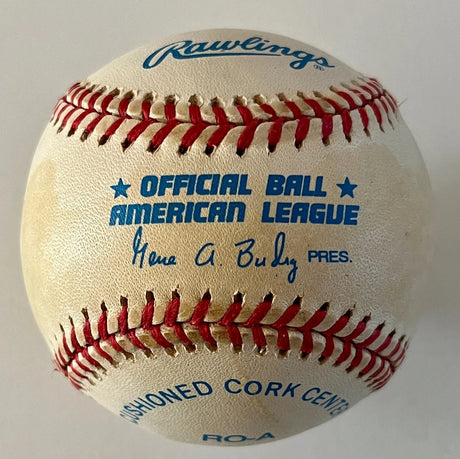 Rawlings®
★ OFFICIAL BALL ★
AMERICAN LEAGUE
Gene A. Budig PRES.
CUSHIONED CORK CENTER
RO-A